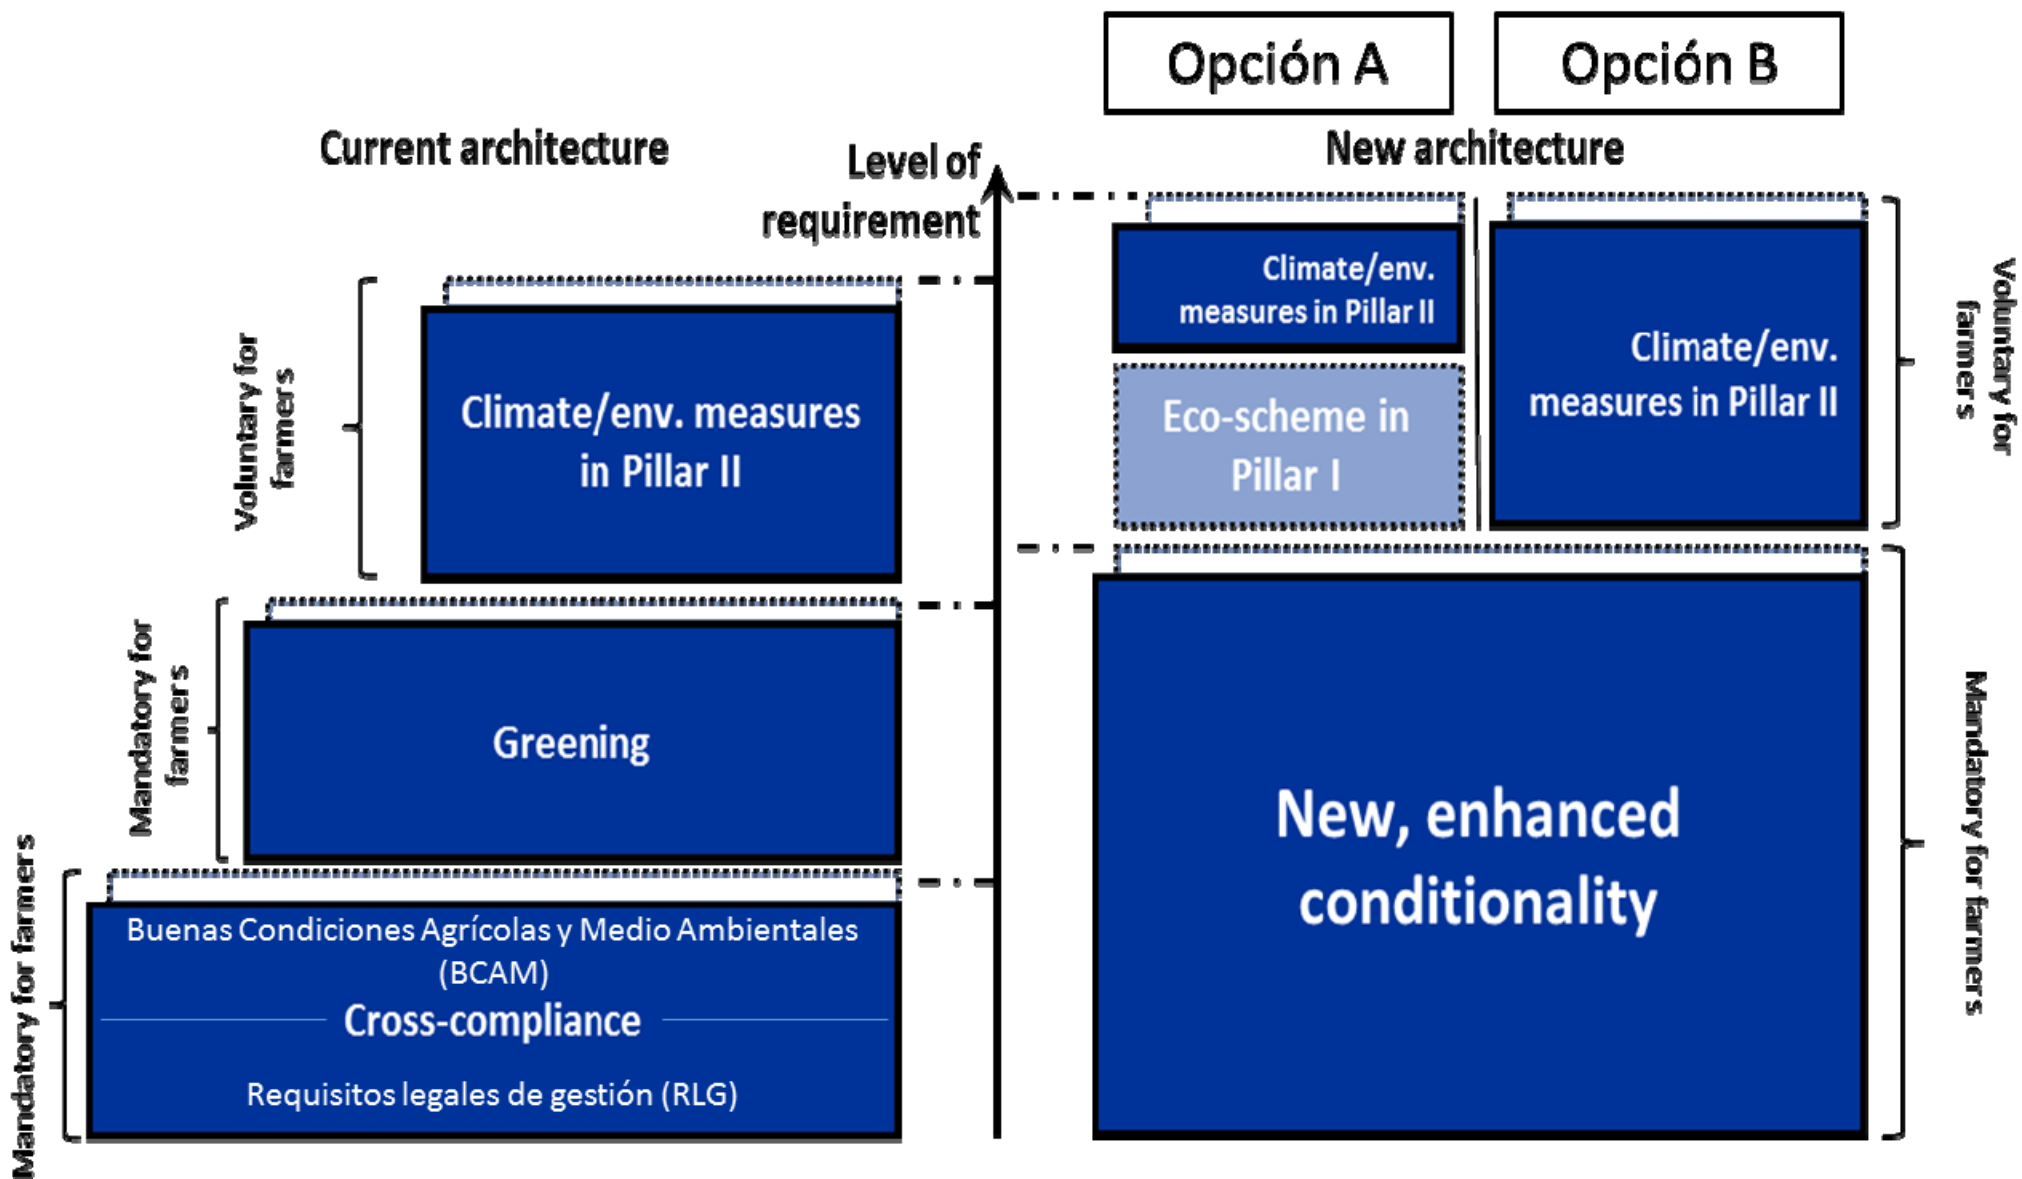 Opción A
Opción B
Current architecture
Level of
requirement
New architecture
Voluntary for
farmers
Climate/env. measures
in Pillar II
Mandatory for
farmers
Greening
Mandatory for farmers
Buenas Condiciones Agrícolas y Medio Ambientales
(BCAM)
Cross-compliance
Requisitos legales de gestión (RLG)
Climate/env.
measures in Pillar II
Eco-scheme in
Pillar I
Climate/env.
measures in Pillar II
Voluntary for
farmers
New, enhanced
conditionality
Mandatory for farmers